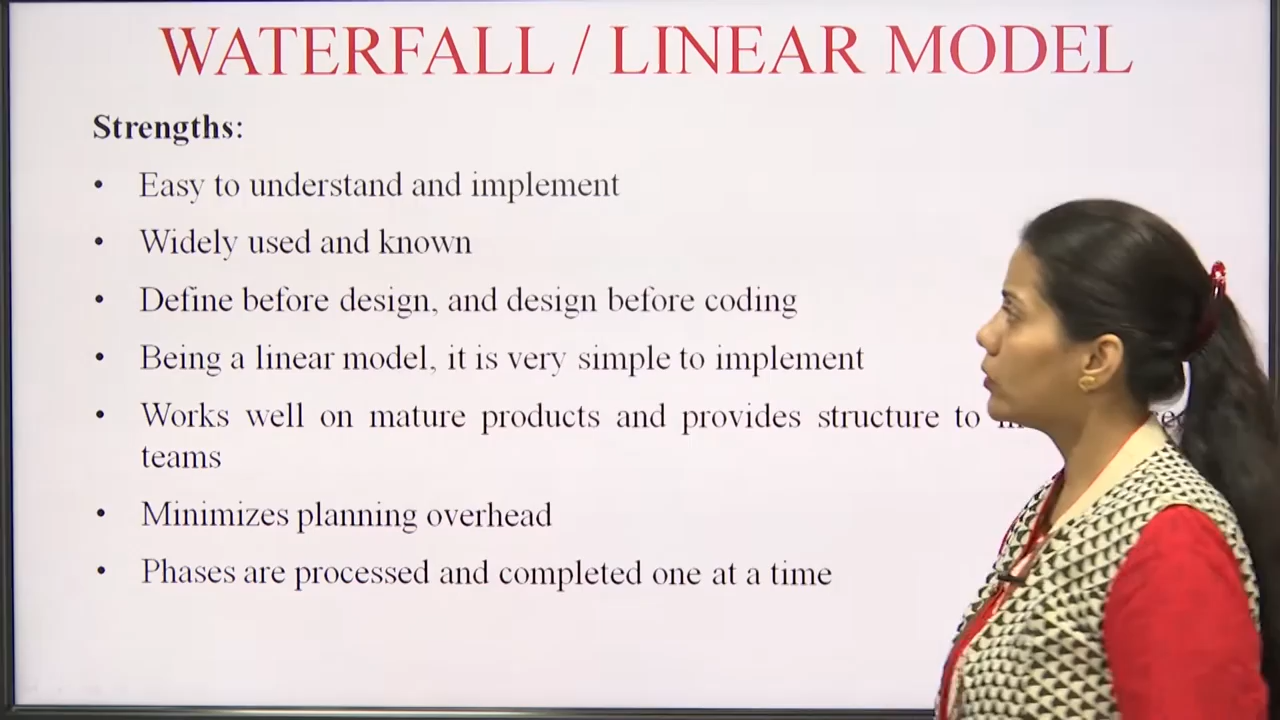 WATERFALL / LINEAR MODEL
Strengths:
• Easy to understand and implement
• Widely used and known
• Define before design, and design before coding
• Being a linear model, it is very simple to implement
• Works well on mature products and provides structure to
teams
• Minimizes planning overhead
• Phases are processed and completed one at a time